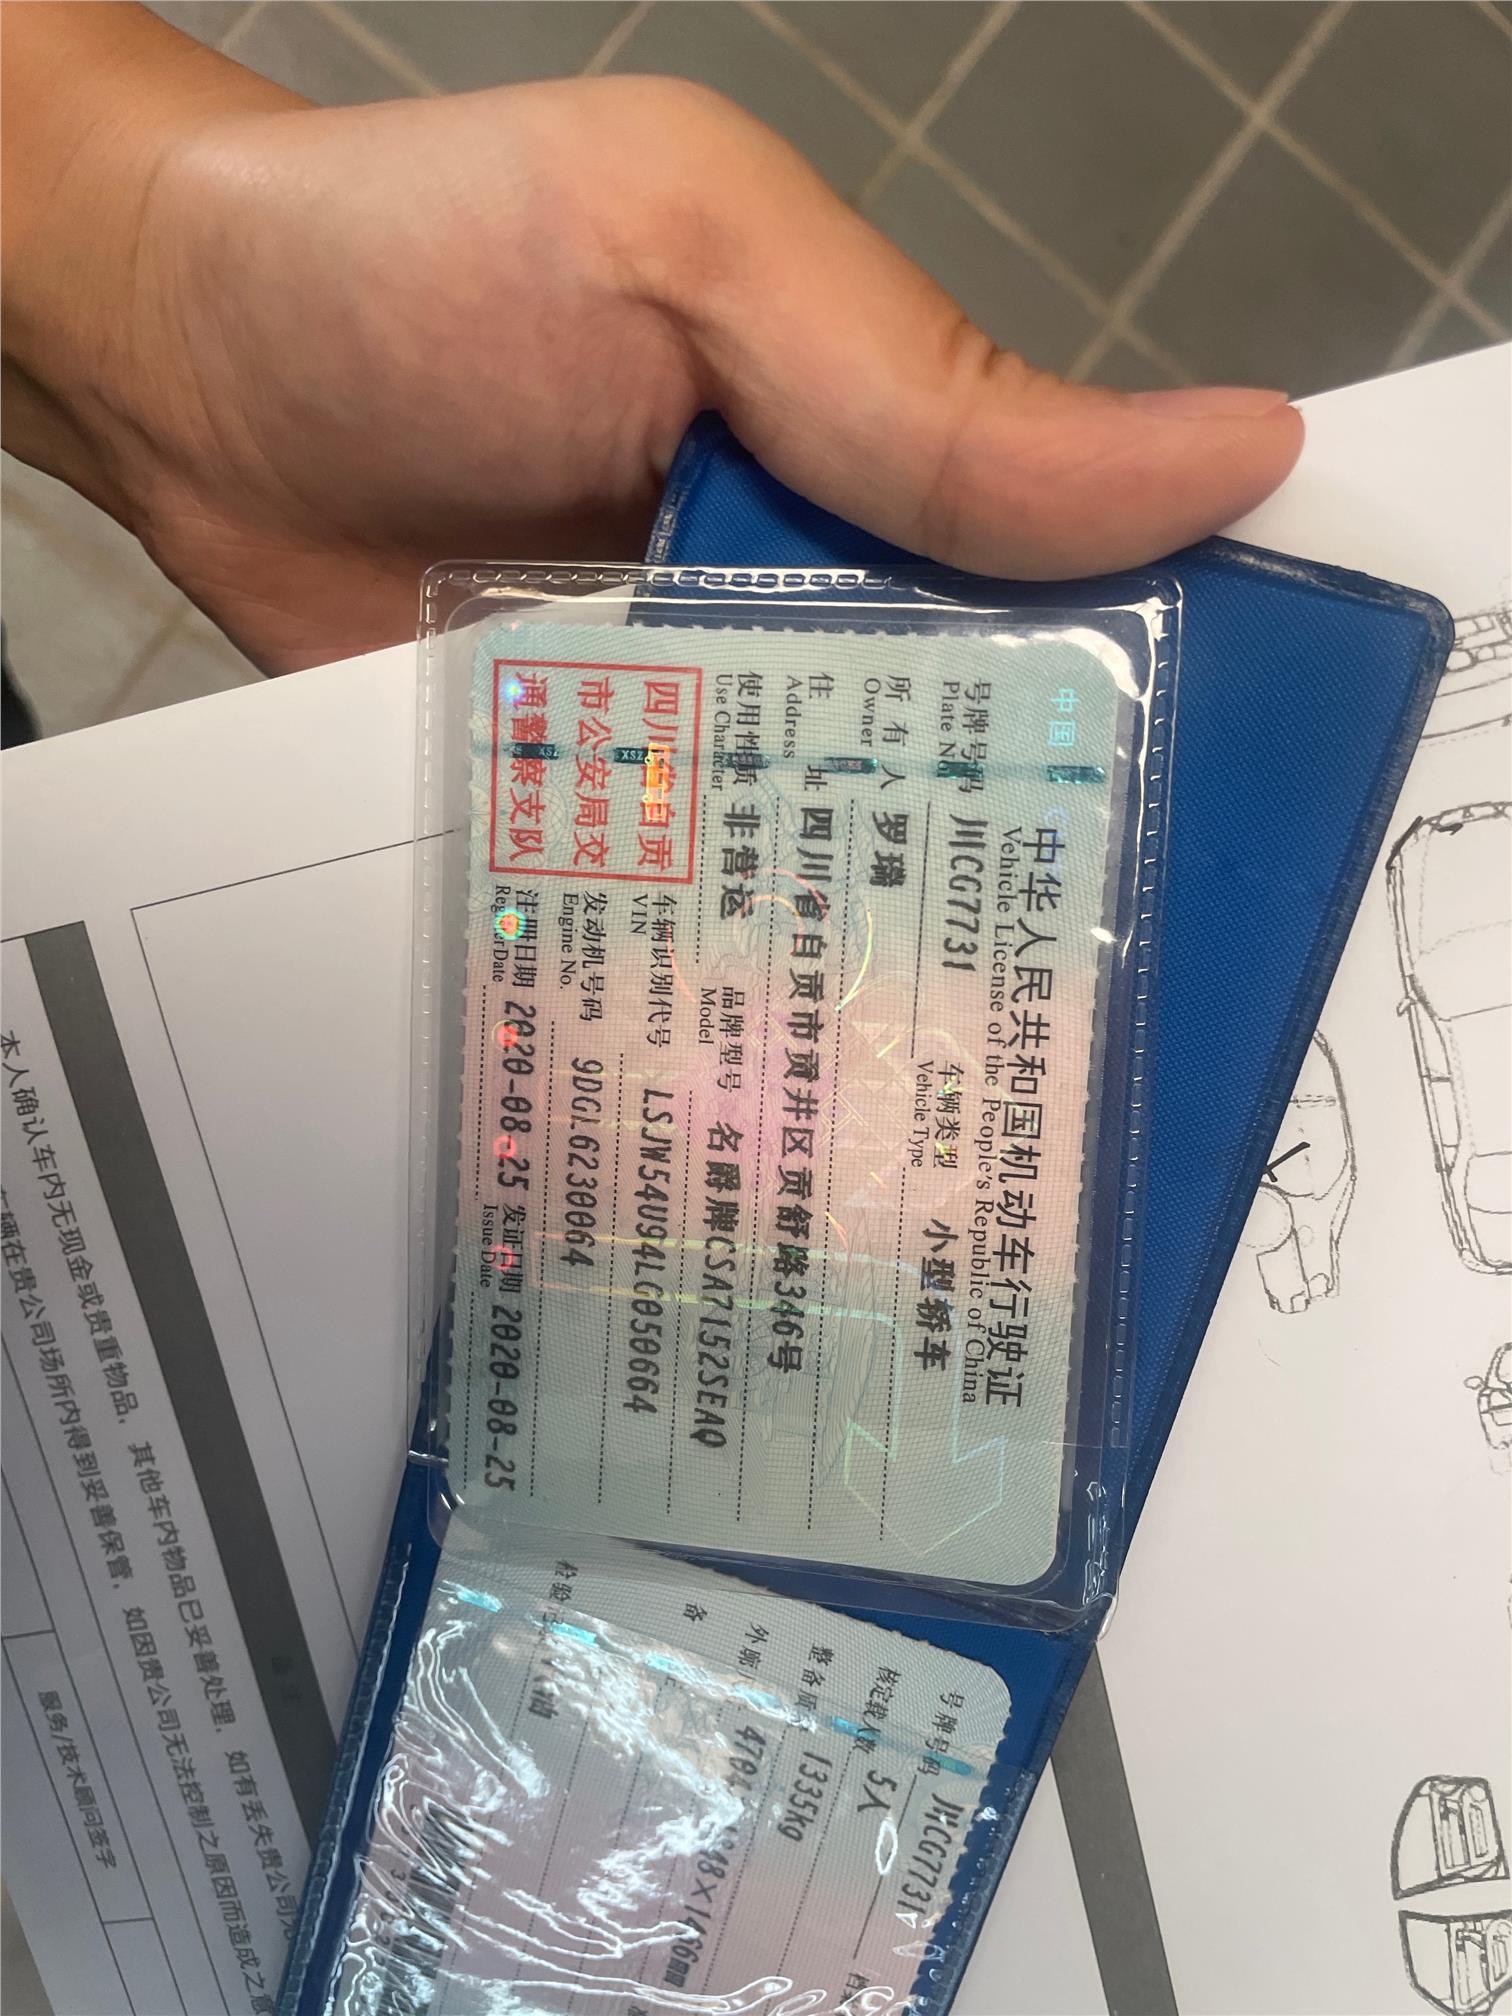 中国
中华人民共和国机动车行驶证
Vehicle License of the People's Republic of China
号牌号码 川CG7731 车辆类型 小型轿车
Plate No. Vehicle Type
所有人 罗瑞
Owner
住址 四川省自贡市贡井区贡舒路346号
Address
使用性质 非营运 品牌型号 名爵牌CSA7152SEAQ
Use Character Model
四川省自贡
市公安局交
通警察支队
车辆识别代号 LSJW54U94LG050664
VIN
发动机号码 9DGL6230064
Engine No.
注册日期 2020-08-25 发证日期 2020-08-25
Register Date Issue Date
号牌号码 川CG7731
核定载人数 5人
整备质 1335kg
外廓
备
检验
本人确认车内无现金或贵重物品，其他车内物品已妥善处理，如有丢失贵公司
辆在贵公司场所内得到妥善保管，如因贵公司无法控制之原因而造成之
服务/技术顾问签字